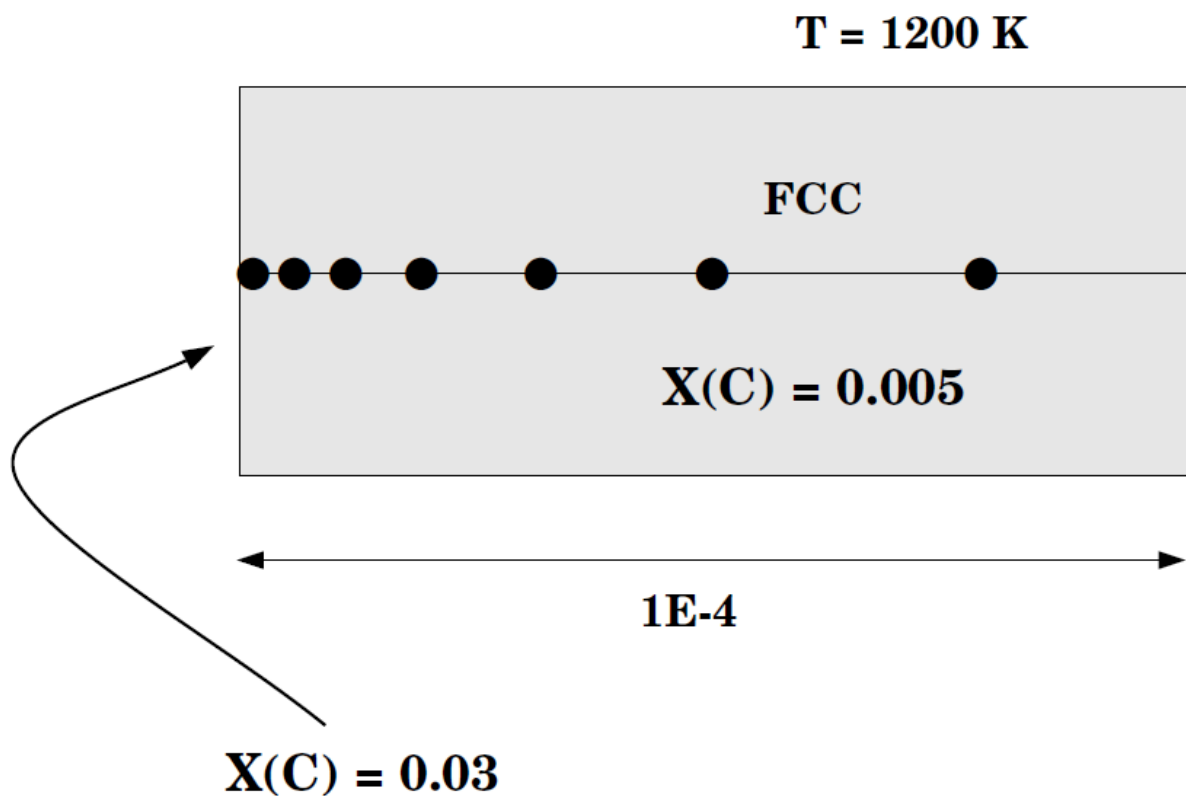 T = 1200 K
FCC
X(C) = 0.005
1E-4
X(C) = 0.03